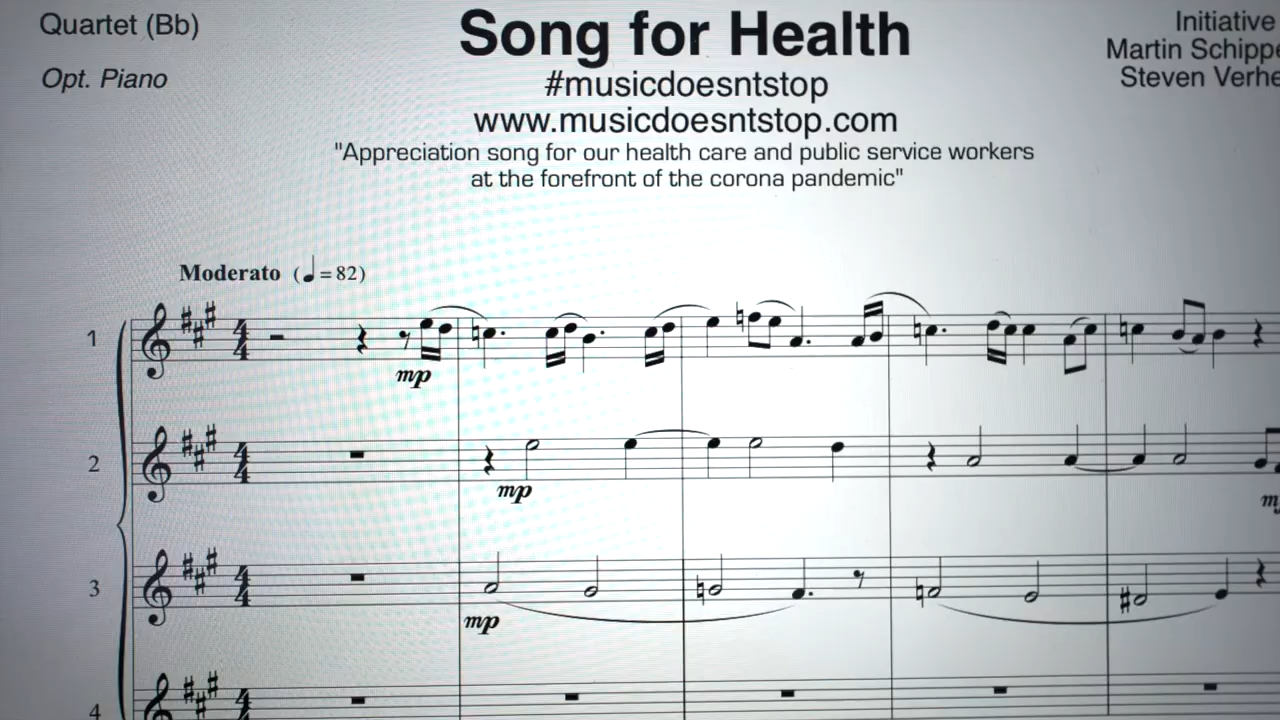 Quartet (Bb)
Opt. Piano
Song for Health
#musicdoesntstop
www.musicdoesntstop.com
"Appreciation song for our health care and public service workers
at the forefront of the corona pandemic"
Initiative
Martin
Steven
Moderato (♩=82)
1
mp
2
mp
3
mp
4